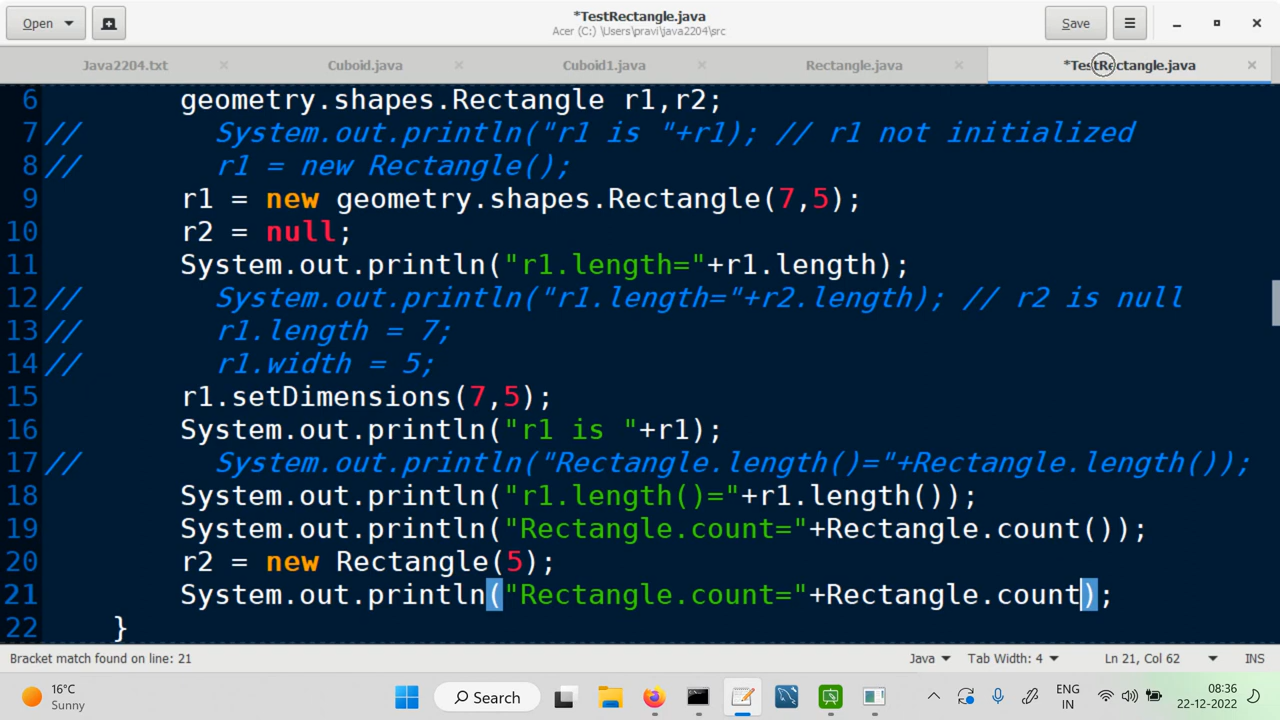 Open
*TestRectangle.java
Acer (C:) \Users\pravi\java2204\src
Save
Java2204.txt
Cuboid.java
Cuboid1.java
Rectangle.java
*TestRectangle.java
6 geometry.shapes.Rectangle r1,r2;
7 // System.out.println("r1 is "+r1); // r1 not initialized
8 // r1 = new Rectangle();
9 r1 = new geometry.shapes.Rectangle(7,5);
10 r2 = null;
11 System.out.println("r1.length="+r1.length);
12 // System.out.println("r1.length="+r2.length); // r2 is null
13 // r1.length = 7;
14 // r1.width = 5;
15 r1.setDimensions(7,5);
16 System.out.println("r1 is "+r1);
17 // System.out.println("Rectangle.length()="+Rectangle.length());
18 System.out.println("r1.length()="+r1.length());
19 System.out.println("Rectangle.count="+Rectangle.count());
20 r2 = new Rectangle(5);
21 System.out.println("Rectangle.count="+Rectangle.count);
22 }
Bracket match found on line: 21
Java
Tab Width: 4
Ln 21, Col 62
INS
16°C
Sunny
Search
ENG
IN
08:36
22-12-2022